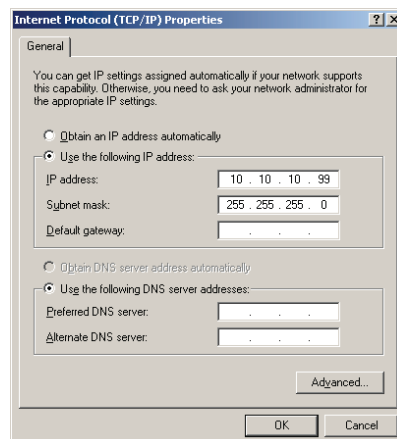 Internet Protocol (TCP/IP) Properties
General
You can get IP settings assigned automatically if your network supports
this capability. Otherwise, you need to ask your network administrator for
the appropriate IP settings.
Obtain an IP address automatically
Use the following IP address:
IP address: 10 . 10 . 10 . 99
Subnet mask: 255 . 255 . 255 . 0
Default gateway: . . .
Obtain DNS server address automatically
Use the following DNS server addresses:
Preferred DNS server: . . .
Alternate DNS server: . . .
Advanced...
OK Cancel